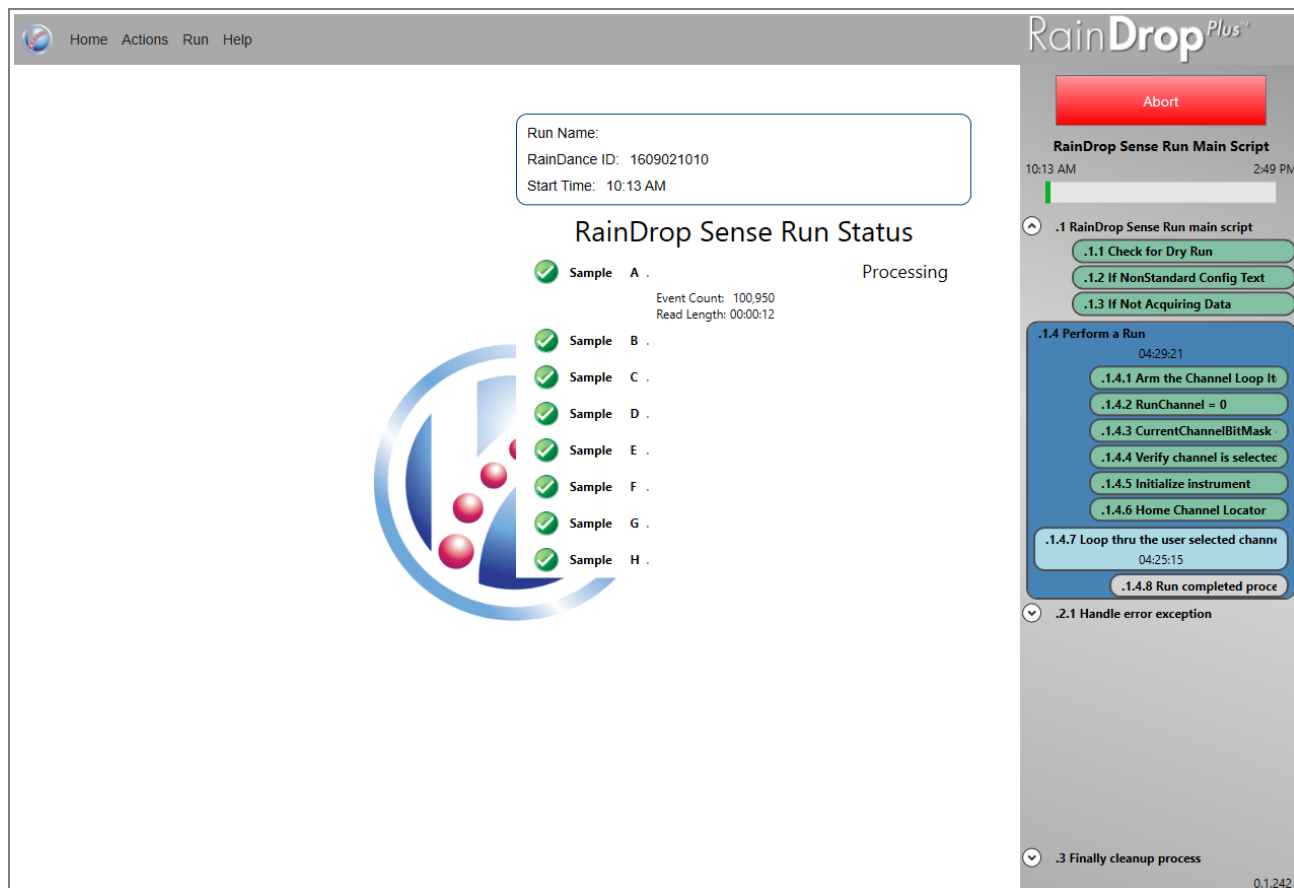 Home Actions Run Help
RainDrop Plus™
Run Name:
RainDance ID: 1609021010
Start Time: 10:13 AM
RainDrop Sense Run Status
Sample A . Processing
Event Count: 100,950
Read Length: 00:00:12
Sample B .
Sample C .
Sample D .
Sample E .
Sample F .
Sample G .
Sample H .
Abort
RainDrop Sense Run Main Script
10:13 AM 2:49 PM
.1 RainDrop Sense Run main script
.1.1 Check for Dry Run
.1.2 If NonStandard Config Text
.1.3 If Not Acquiring Data
.1.4 Perform a Run
04:29:21
.1.4.1 Arm the Channel Loop It
.1.4.2 RunChannel = 0
.1.4.3 CurrentChannelBitMask
.1.4.4 Verify channel is selected
.1.4.5 Initialize instrument
.1.4.6 Home Channel Locator
.1.4.7 Loop thru the user selected channe
04:25:15
.1.4.8 Run completed proce
.2.1 Handle error exception
.3 Finally cleanup process
0.1.242